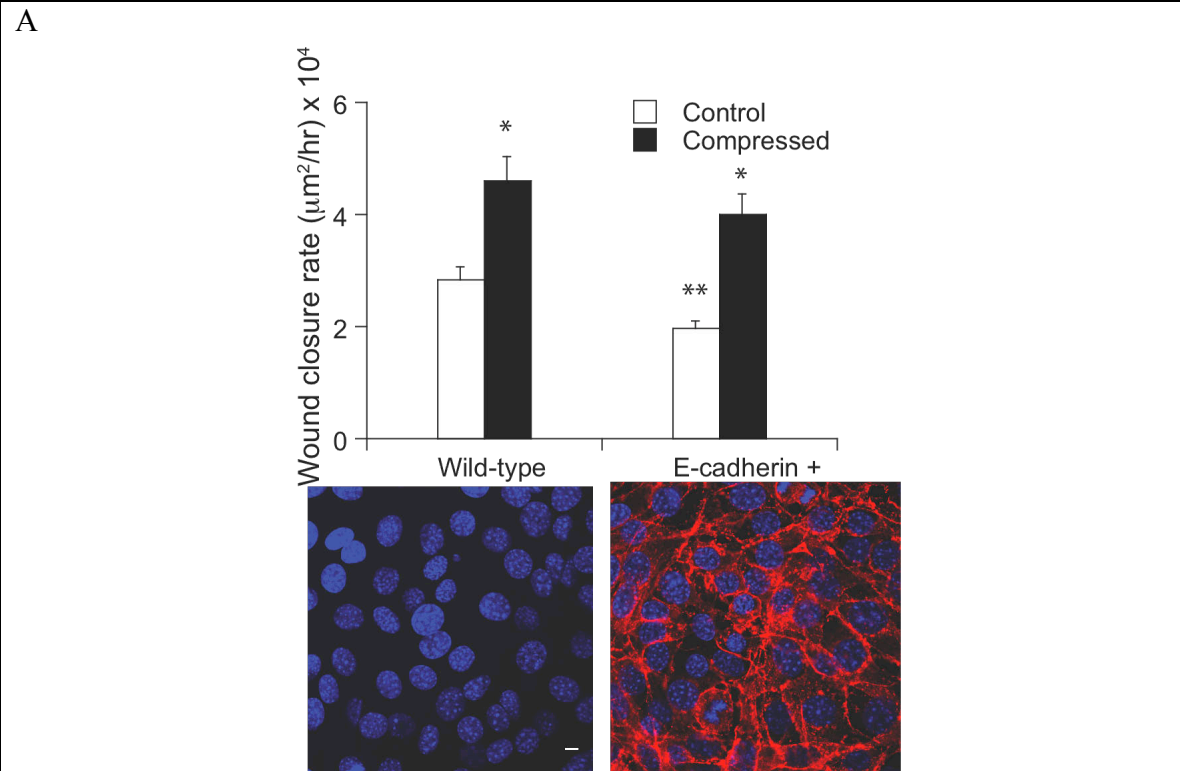 A
Wound closure rate (μm²/hr) x 10⁴
6
4
2
0
Control
Compressed
*
*
**
Wild-type
E-cadherin +